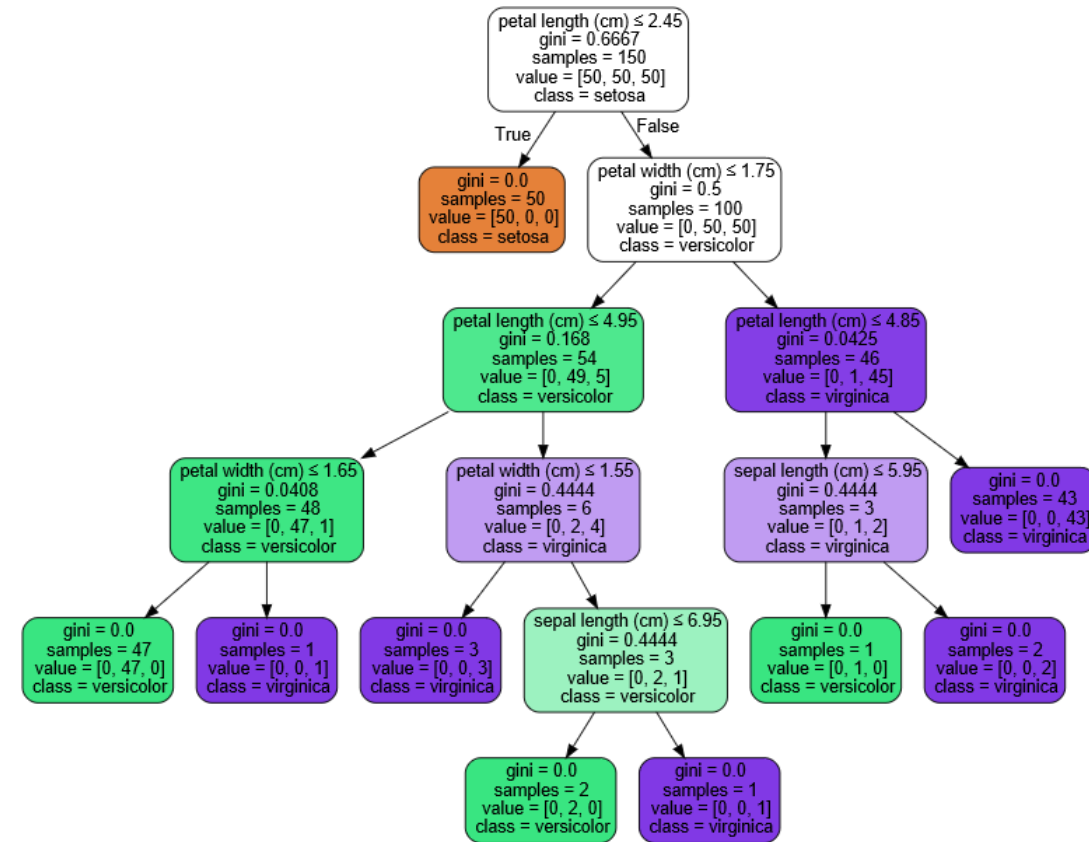 petal length (cm) ≤ 2.45
gini = 0.6667
samples = 150
value = [50, 50, 50]
class = setosa
True
False
gini = 0.0
samples = 50
value = [50, 0, 0]
class = setosa
petal width (cm) ≤ 1.75
gini = 0.5
samples = 100
value = [0, 50, 50]
class = versicolor
petal length (cm) ≤ 4.95
gini = 0.168
samples = 54
value = [0, 49, 5]
class = versicolor
petal length (cm) ≤ 4.85
gini = 0.0425
samples = 46
value = [0, 1, 45]
class = virginica
petal width (cm) ≤ 1.65
gini = 0.0408
samples = 48
value = [0, 47, 1]
class = versicolor
petal width (cm) ≤ 1.55
gini = 0.4444
samples = 6
value = [0, 2, 4]
class = virginica
sepal length (cm) ≤ 5.95
gini = 0.4444
samples = 3
value = [0, 1, 2]
class = virginica
gini = 0.0
samples = 43
value = [0, 0, 43]
class = virginica
gini = 0.0
samples = 47
value = [0, 47, 0]
class = versicolor
gini = 0.0
samples = 1
value = [0, 0, 1]
class = virginica
gini = 0.0
samples = 3
value = [0, 0, 3]
class = virginica
sepal length (cm) ≤ 6.95
gini = 0.4444
samples = 3
value = [0, 2, 1]
class = versicolor
gini = 0.0
samples = 1
value = [0, 1, 0]
class = versicolor
gini = 0.0
samples = 2
value = [0, 0, 2]
class = virginica
gini = 0.0
samples = 2
value = [0, 2, 0]
class = versicolor
gini = 0.0
samples = 1
value = [0, 0, 1]
class = virginica